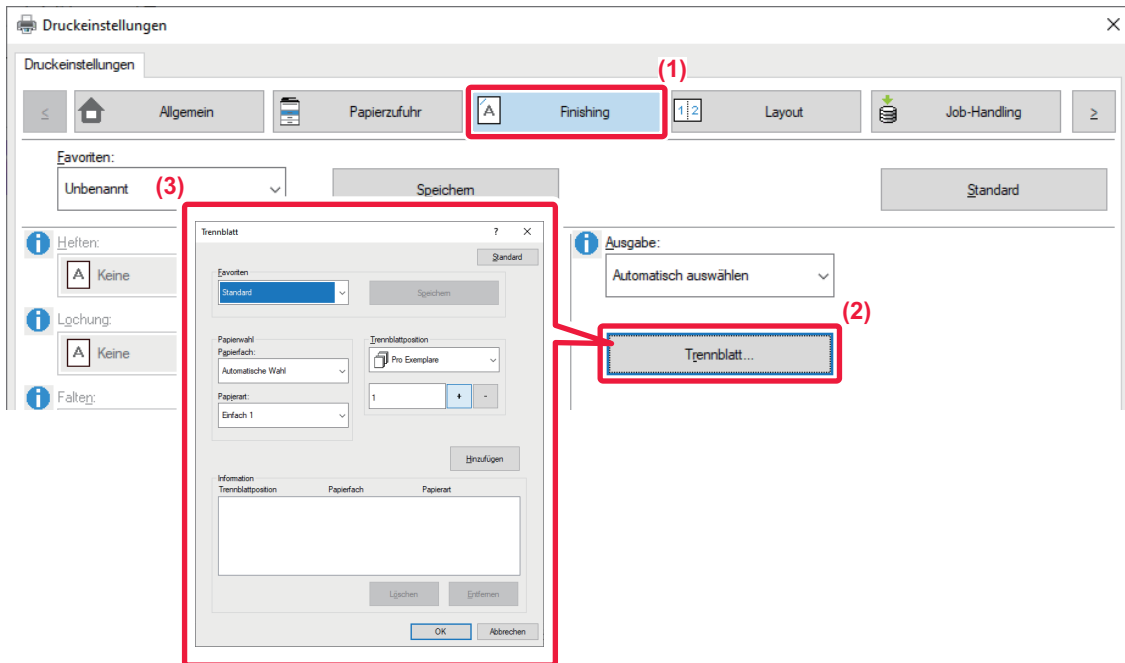 Druckeinstellungen
Druckeinstellungen
(1)
< Allgemein Papierzufuhr A Finishing 1 2 Layout Job-Handling >
Favoriten:
Unbenannt Speichern Standard
(3)
Heften:
A Keine
Lochung:
A Keine
Falten:
Trennblatt ? ×
Standard
Favoriten
Standard Speichern
Papierwahl
Papierfach:
Automatische Wahl
Papierart:
Einfach 1
Trennblattposition
Pro Exemplare
1 + -
Hinzufügen
Information
Trennblattposition Papierfach Papierart
Löschen Entfernen
OK Abbrechen
Ausgabe:
Automatisch auswählen
(2)
Trennblatt...